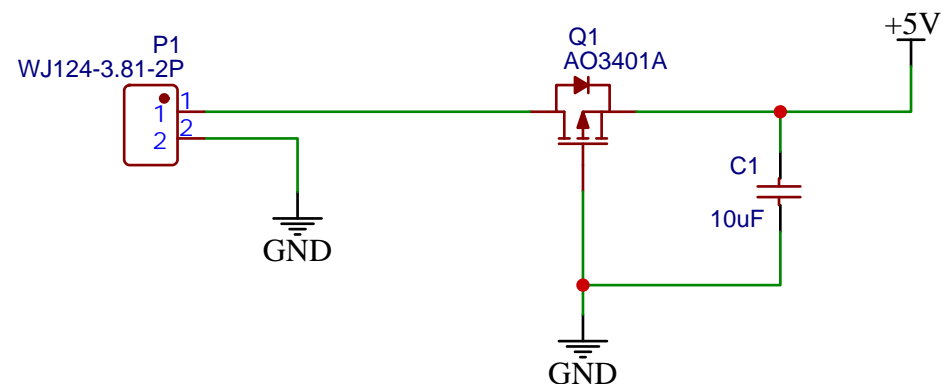 +5V
P1
WJ124-3.81-2P
Q1
AO3401A
1
1
2
2
C1
10uF
GND
GND